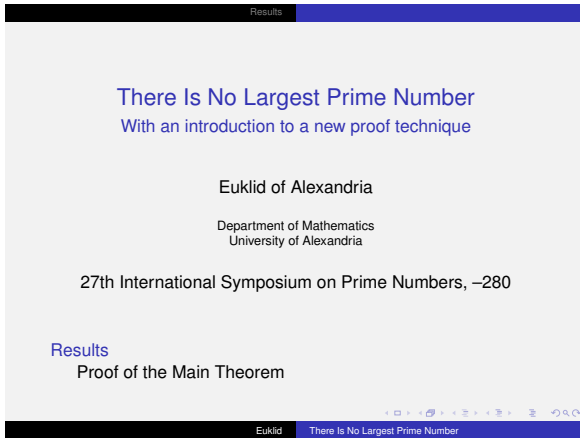 Results
There Is No Largest Prime Number
With an introduction to a new proof technique
Euklid of Alexandria
Department of Mathematics
University of Alexandria
27th International Symposium on Prime Numbers, –280
Results
Proof of the Main Theorem
Euklid There Is No Largest Prime Number